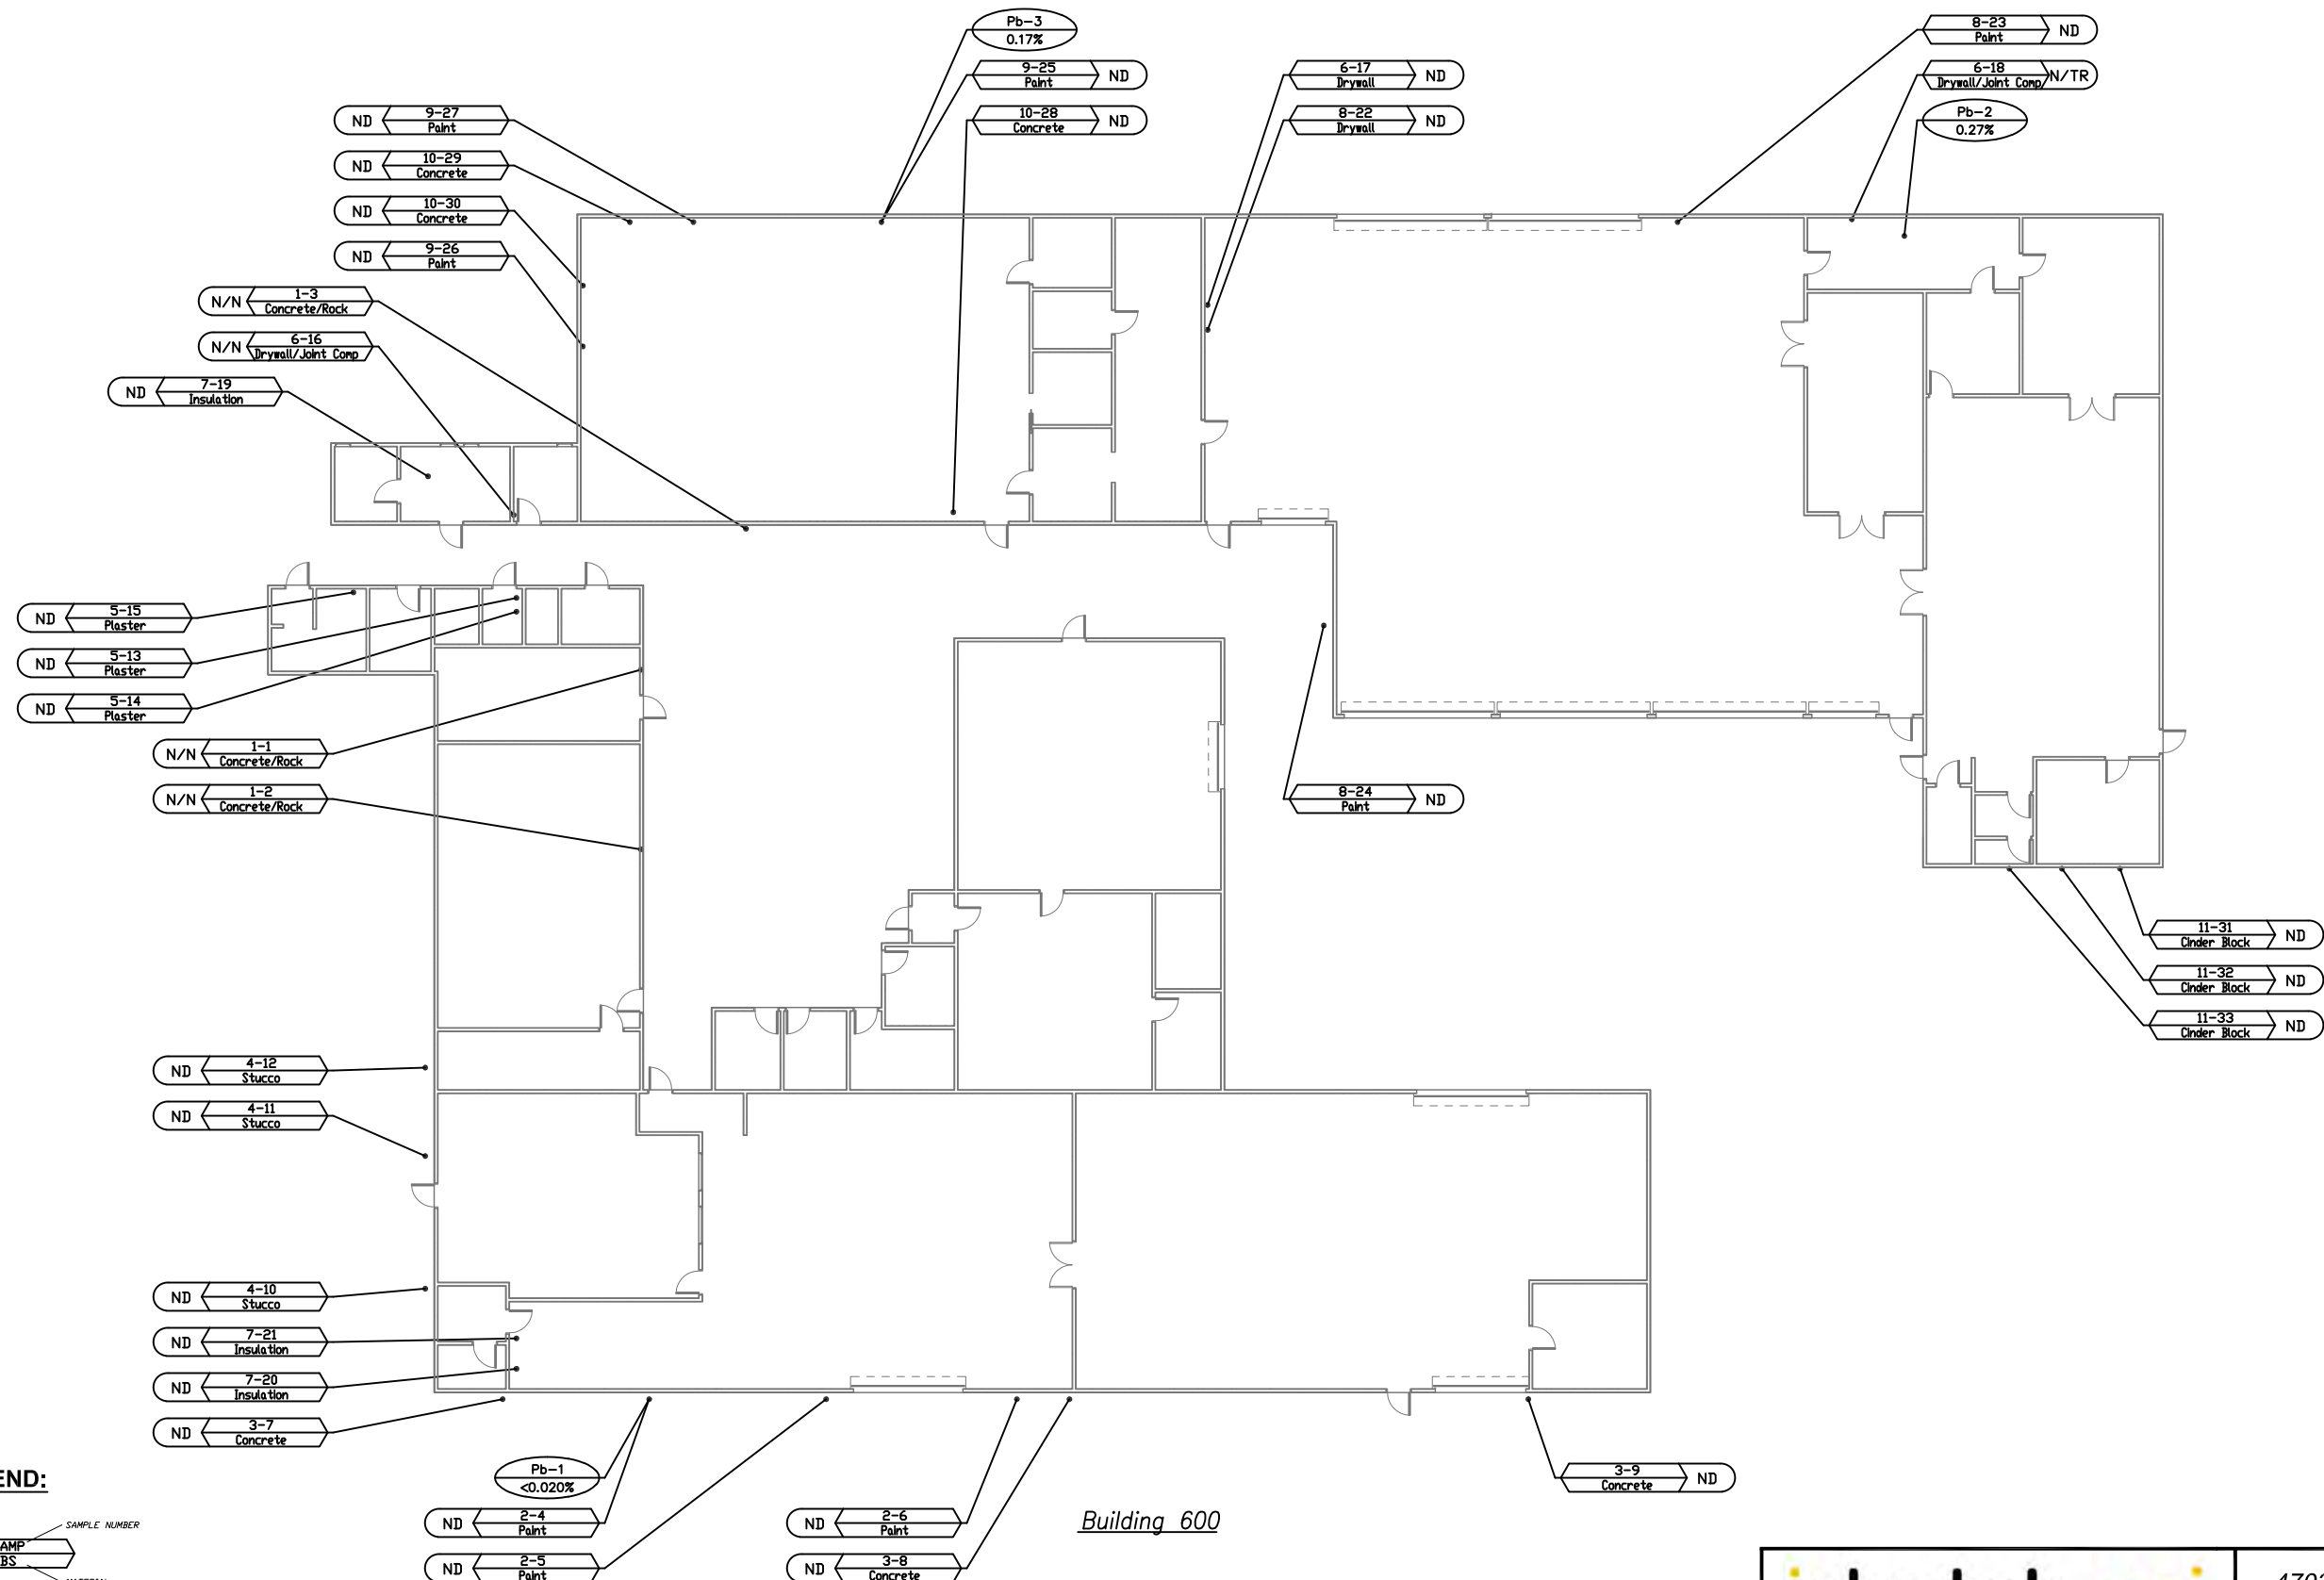 Pb-3
0.17%
8-23
Paint
ND
9-25
Paint
ND
6-17
Drywall
ND
6-18
Drywall/Joint Comp
N/TR
ND
9-27
Paint
10-28
Concrete
ND
8-22
Drywall
ND
Pb-2
0.27%
ND
10-29
Concrete
ND
10-30
Concrete
ND
9-26
Paint
N/N
1-3
Concrete/Rock
N/N
6-16
Drywall/Joint Comp
ND
7-19
Insulation
ND
5-15
Plaster
ND
5-13
Plaster
ND
5-14
Plaster
N/N
1-1
Concrete/Rock
N/N
1-2
Concrete/Rock
8-24
Paint
ND
11-31
Cinder Block
ND
11-32
Cinder Block
ND
11-33
Cinder Block
ND
ND
4-12
Stucco
ND
4-11
Stucco
ND
4-10
Stucco
ND
7-21
Insulation
ND
7-20
Insulation
ND
3-7
Concrete
Pb-1
<0.020%
3-9
Concrete
ND
END:
SAMPLE NUMBER
AMP
BS
ND
2-4
Paint
ND
2-6
Paint
Building 600
ND
2-5
Paint
ND
3-8
Concrete